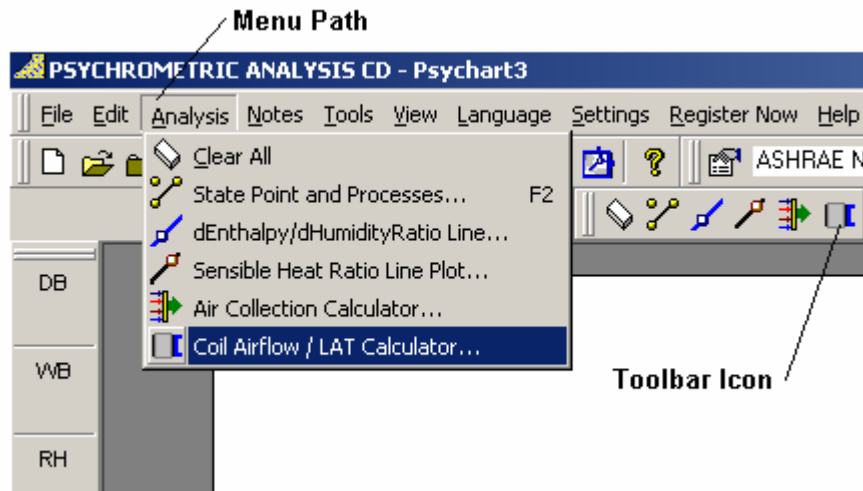 Menu Path
PSYCHROMETRIC ANALYSIS CD - Psychart3
File Edit Analysis Notes Tools View Language Settings Register Now Help
ASHRAE N
Clear All
State Point and Processes... F2
dEnthalpy/dHumidityRatio Line...
Sensible Heat Ratio Line Plot...
Air Collection Calculator...
Coil Airflow / LAT Calculator...
DB
WB
RH
Toolbar Icon